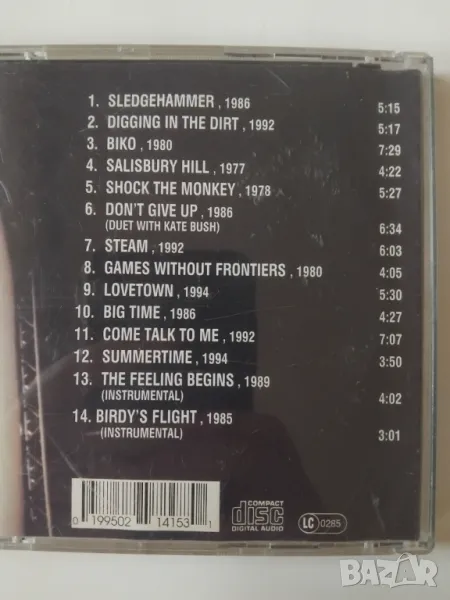 1. SLEDGEHAMMER , 1986 5:15
2. DIGGING IN THE DIRT , 1992 5:17
3. BIKO , 1980 7:29
4. SALISBURY HILL , 1977 4:22
5. SHOCK THE MONKEY , 1978 5:27
6. DON'T GIVE UP , 1986
(DUET WITH KATE BUSH) 6:34
7. STEAM , 1992 6:03
8. GAMES WITHOUT FRONTIERS , 1980 4:05
9. LOVETOWN , 1994 5:30
10. BIG TIME , 1986 4:27
11. COME TALK TO ME , 1992 7:07
12. SUMMERTIME , 1994 3:50
13. THE FEELING BEGINS , 1989
(INSTRUMENTAL) 4:02
14. BIRDY'S FLIGHT , 1985
(INSTRUMENTAL) 3:01
0 199502 14153 1
COMPACT
disc
DIGITAL AUDIO
LC 0265
BAZAR